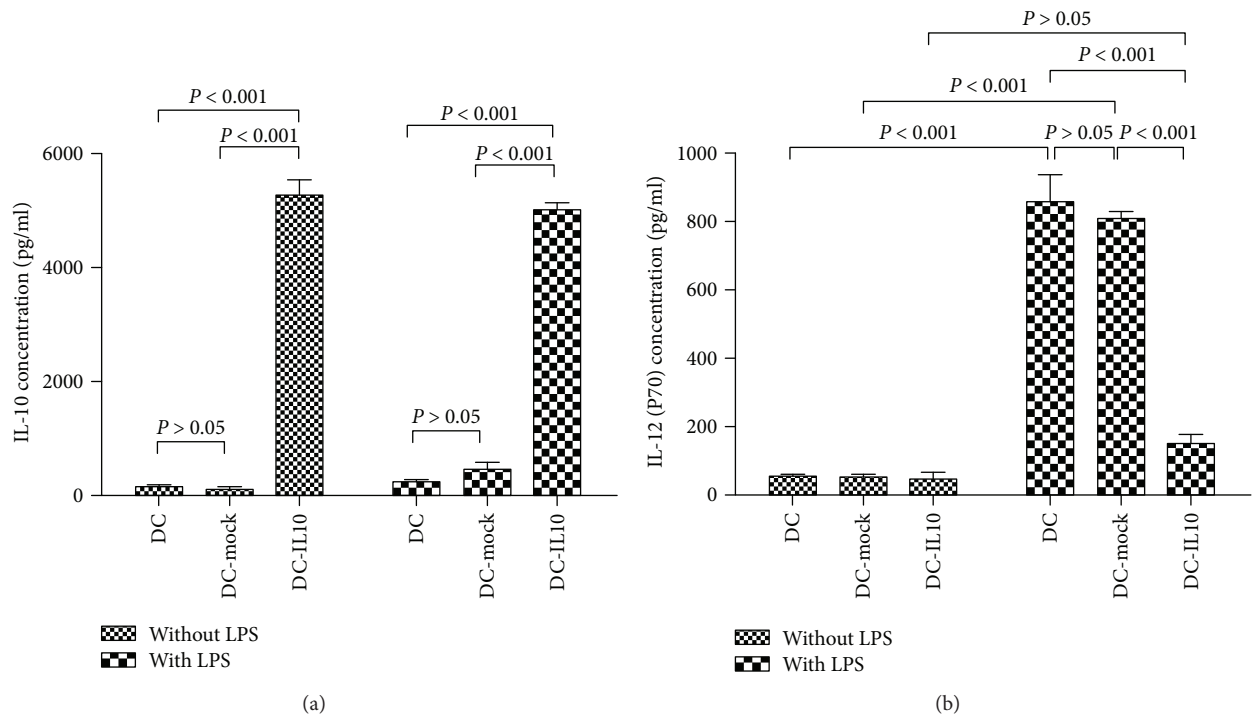 P < 0.001
P < 0.001
P > 0.05
P < 0.001
P < 0.001
P > 0.05
6000
4000
2000
0
IL-10 concentration (pg/ml)
DC
DC-mock
DC-IL10
DC
DC-mock
DC-IL10
Without LPS
With LPS
(a)
P > 0.05
P < 0.001
P < 0.001
P < 0.001
P > 0.05
P < 0.001
1000
800
600
400
200
0
IL-12 (P70) concentration (pg/ml)
DC
DC-mock
DC-IL10
DC
DC-mock
DC-IL10
Without LPS
With LPS
(b)